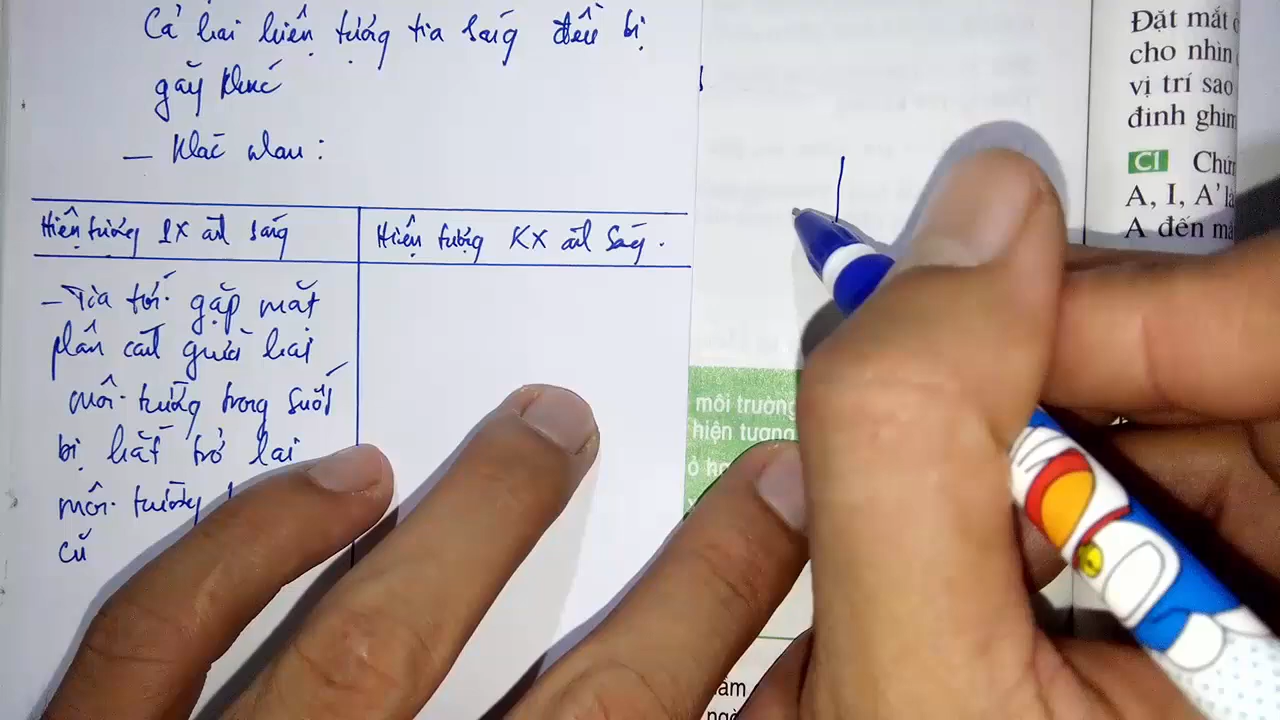 Cả hai hiện tượng tia sáng đều bị
gãy khúc
— Khác nhau:
Hiện tượng PX ánh sáng
Hiện tượng KX ánh sáng.
— Tia tới gặp mặt
phân cách giữa hai
môi trường trong suốt
bị hắt trở lại
môi trường
cũ
môi trường
hiện tượng
Đặt mắt
cho nhìn
vị trí sao
đinh ghim
C1
A, I, A' là
A đến